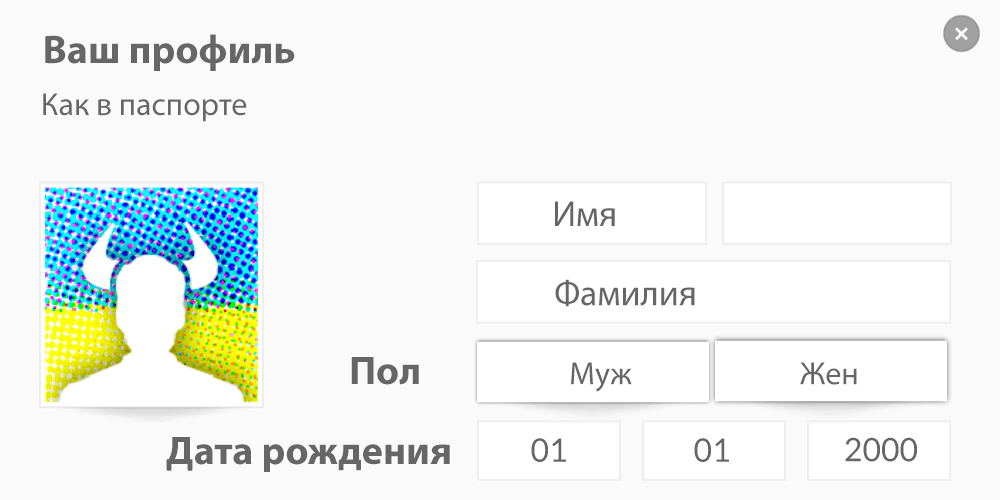 Ваш профиль
Как в паспорте
Имя
Фамилия
Пол
Муж
Жен
Дата рождения
01
01
2000